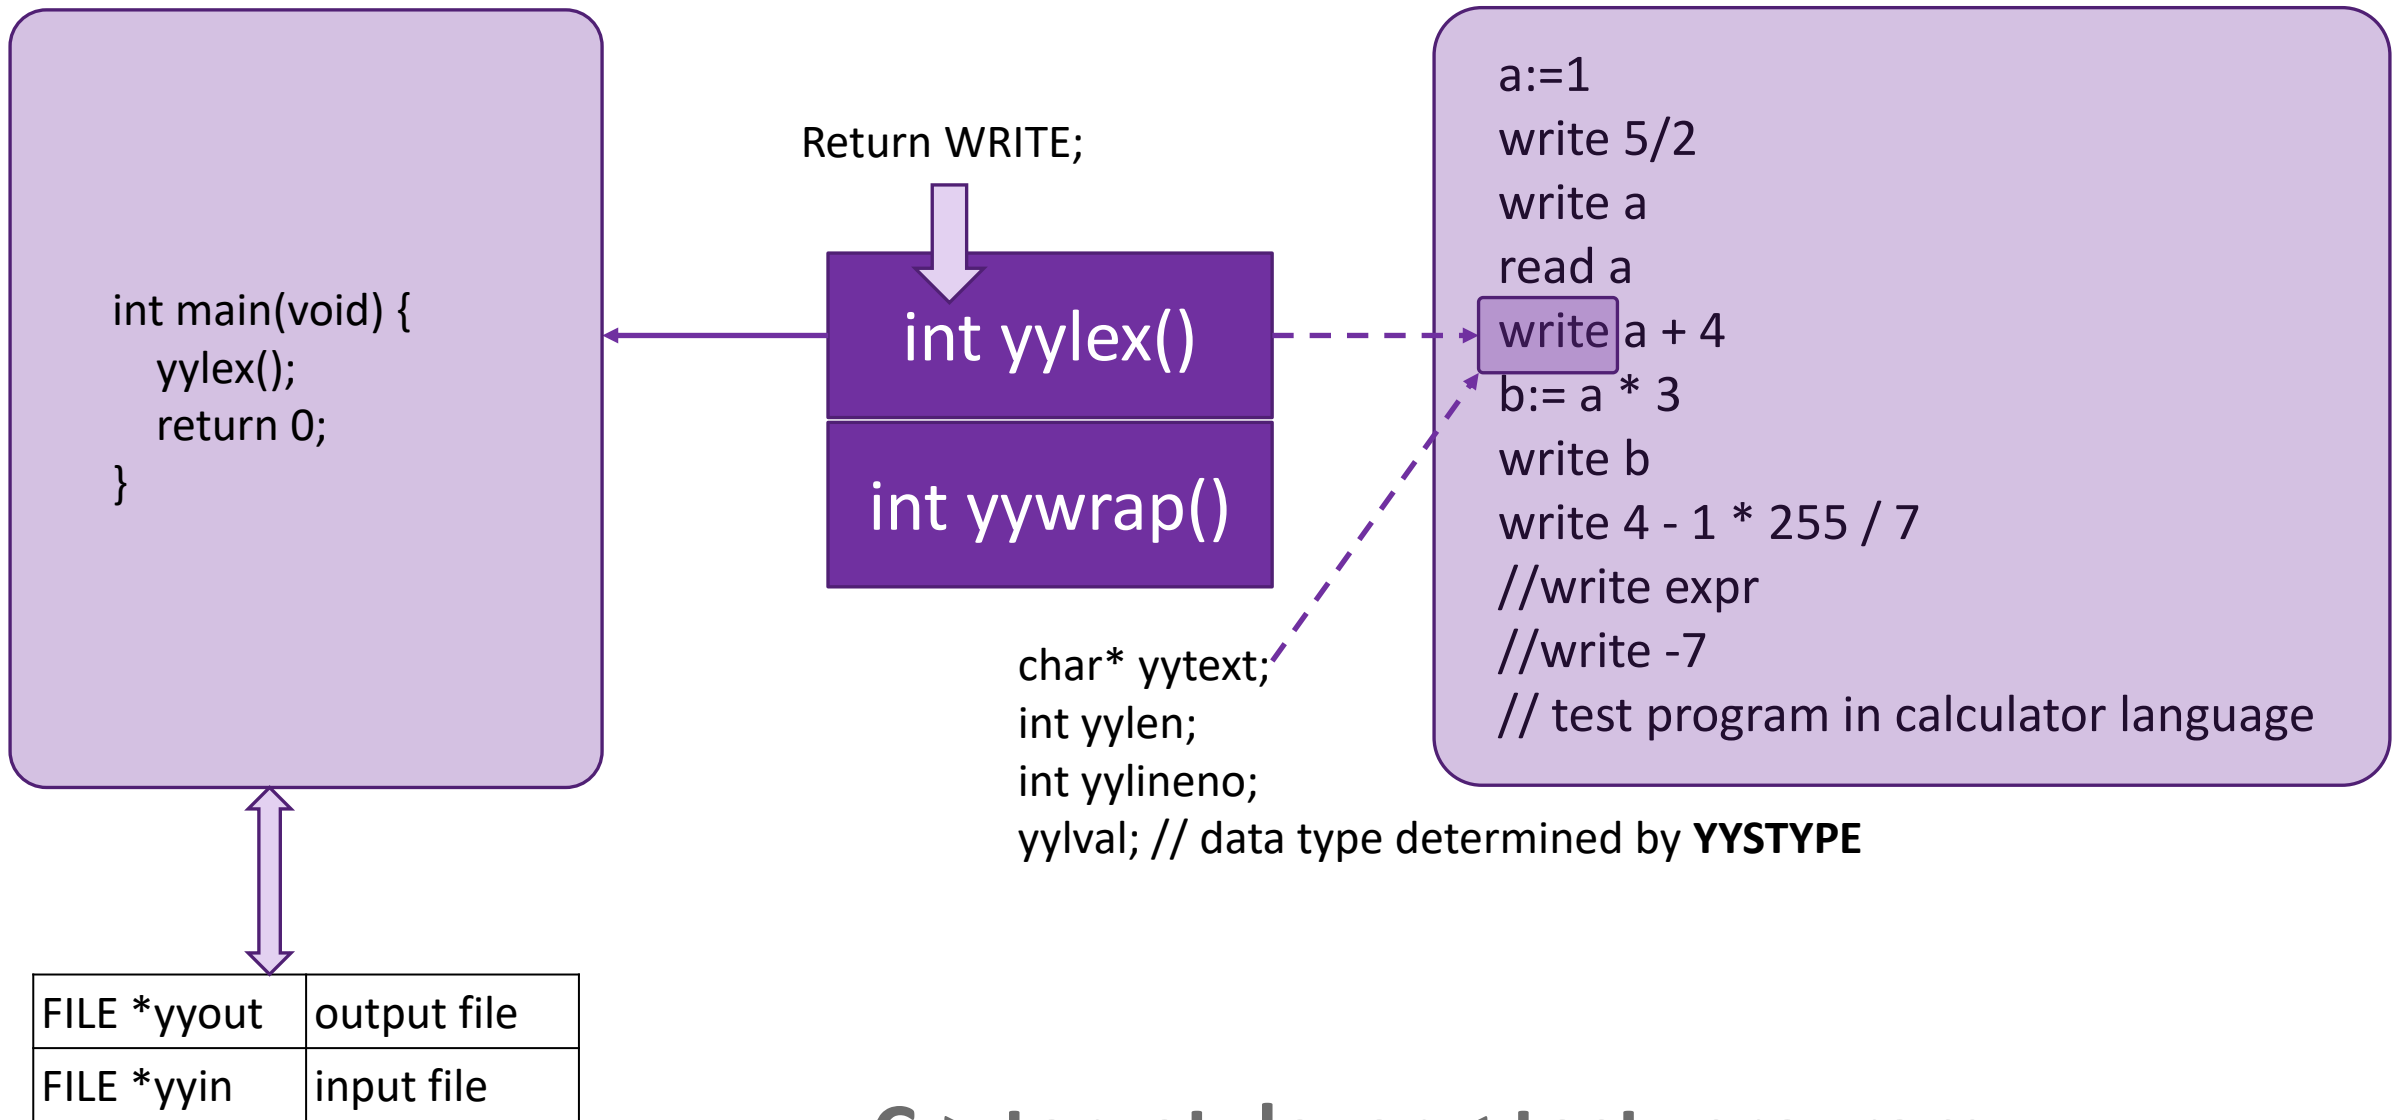 int main(void) {
yylex();
return 0;
}
Return WRITE;
int yylex()
int yywrap()
char* yytext;
int yylen;
int yylineno;
yylval; // data type determined by YYSTYPE
a:=1
write 5/2
write a
read a
write a + 4
b:= a * 3
write b
write 4 - 1 * 255 / 7
//write expr
//write -7
// test program in calculator language
FILE *yyout output file
FILE *yyin input file